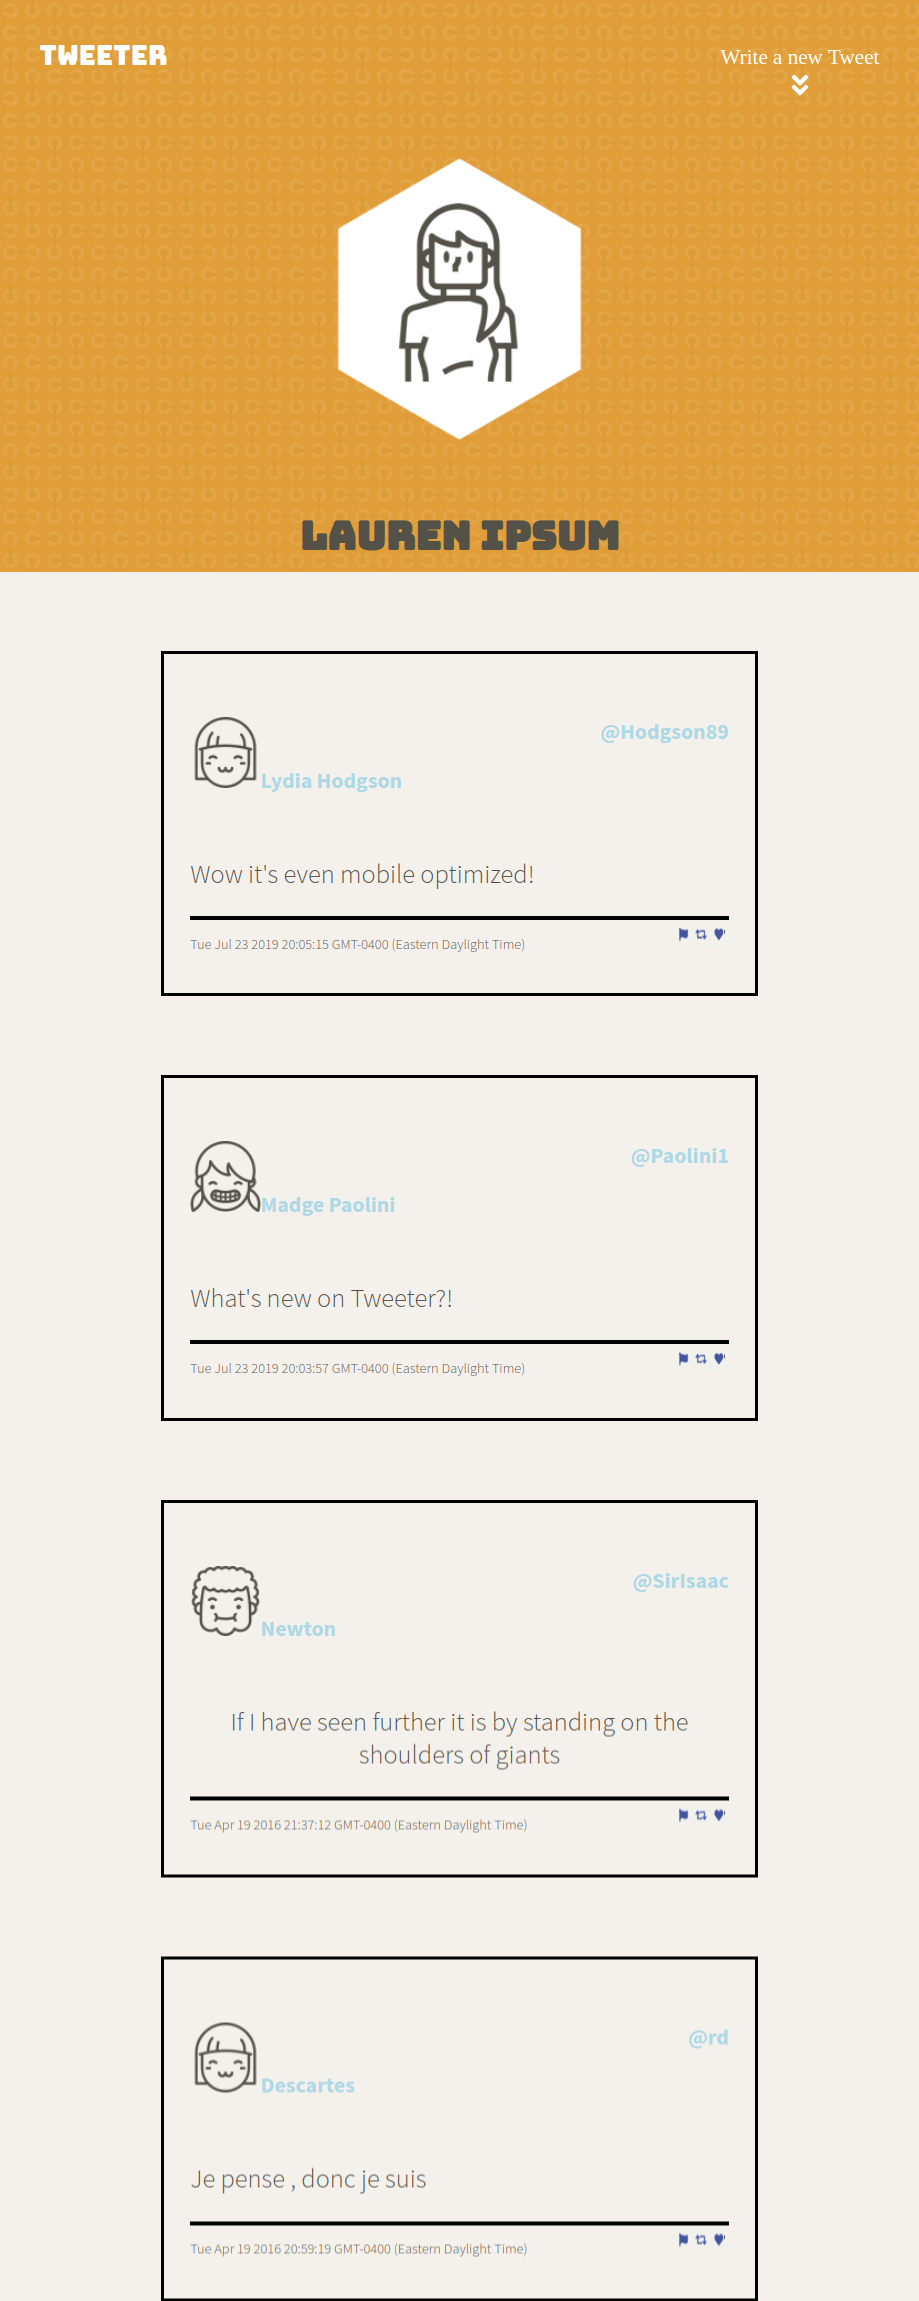 TWEETER
Write a new Tweet
LAUREN IPSUM
@Hodgson89
Lydia Hodgson
Wow it's even mobile optimized!
Tue Jul 23 2019 20:05:15 GMT-0400 (Eastern Daylight Time)
@Paolini1
Madge Paolini
What's new on Tweeter?!
Tue Jul 23 2019 20:03:57 GMT-0400 (Eastern Daylight Time)
@SirIsaac
Newton
If I have seen further it is by standing on the
shoulders of giants
Tue Apr 19 2016 21:37:12 GMT-0400 (Eastern Daylight Time)
@rd
Descartes
Je pense , donc je suis
Tue Apr 19 2016 20:59:19 GMT-0400 (Eastern Daylight Time)